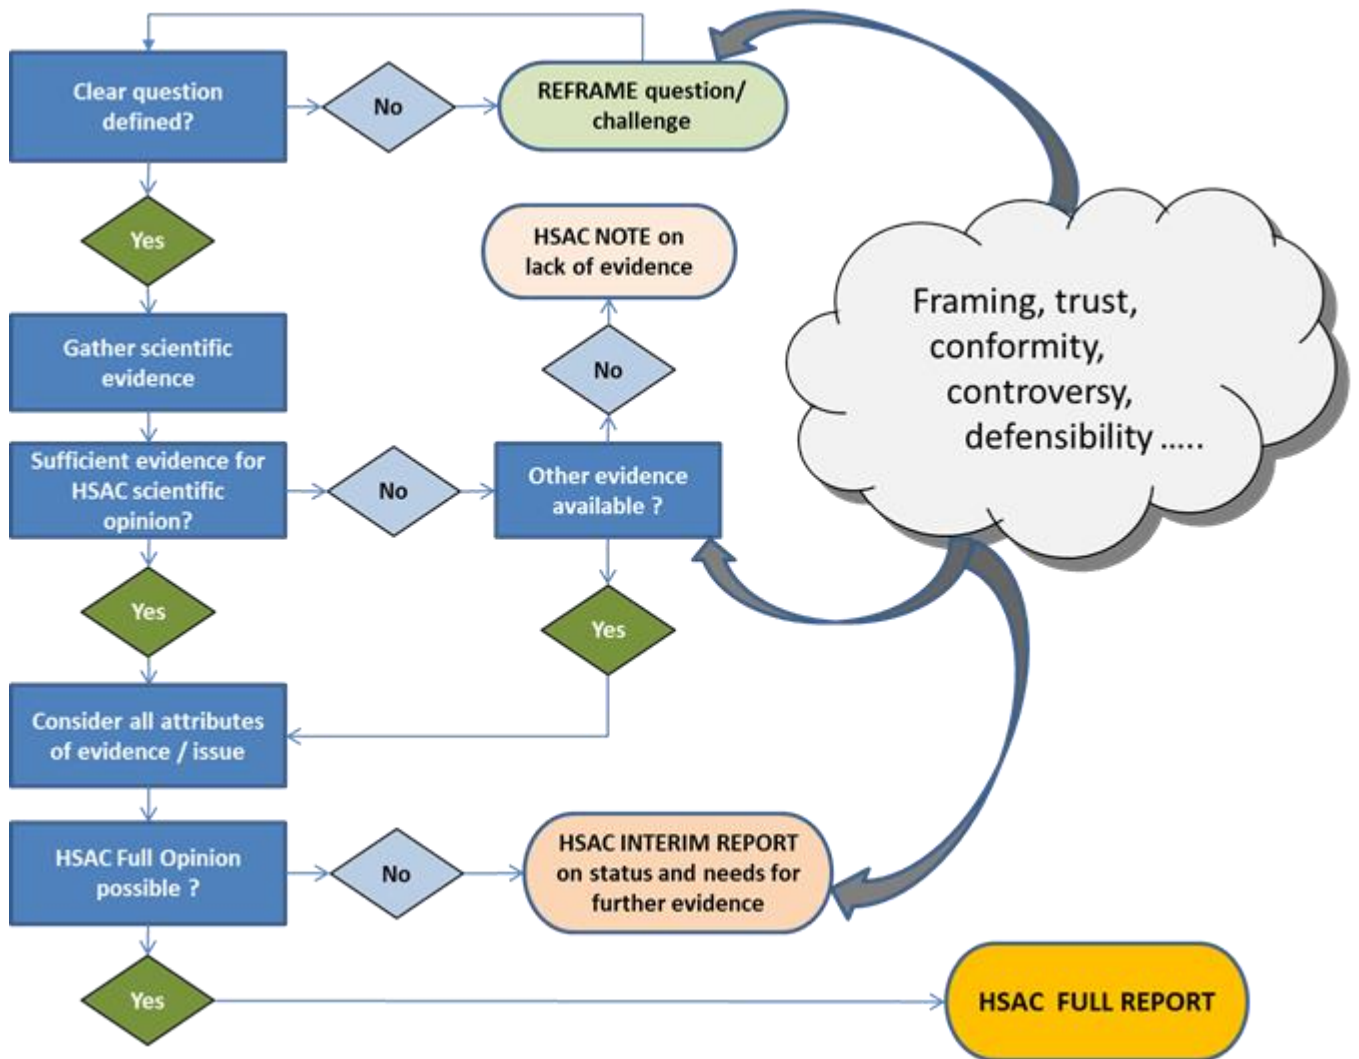 Clear question
defined?
No
REFRAME question/
challenge
Yes
HSAC NOTE on
lack of evidence
Framing, trust,
conformity,
controversy,
defensibility .....
Gather scientific
evidence
No
Sufficient evidence for
HSAC scientific
opinion?
No
Other evidence
available ?
Yes
Yes
Consider all attributes
of evidence / issue
HSAC Full Opinion
possible ?
No
HSAC INTERIM REPORT
on status and needs for
further evidence
Yes
HSAC FULL REPORT